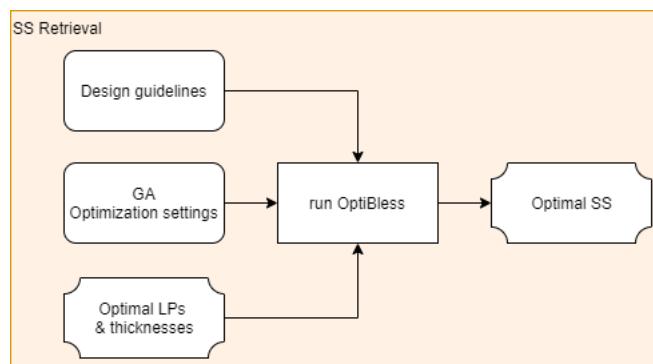 SS Retrieval
Design guidelines
GA
Optimization settings
run OptiBless
Optimal SS
Optimal LPs
& thicknesses